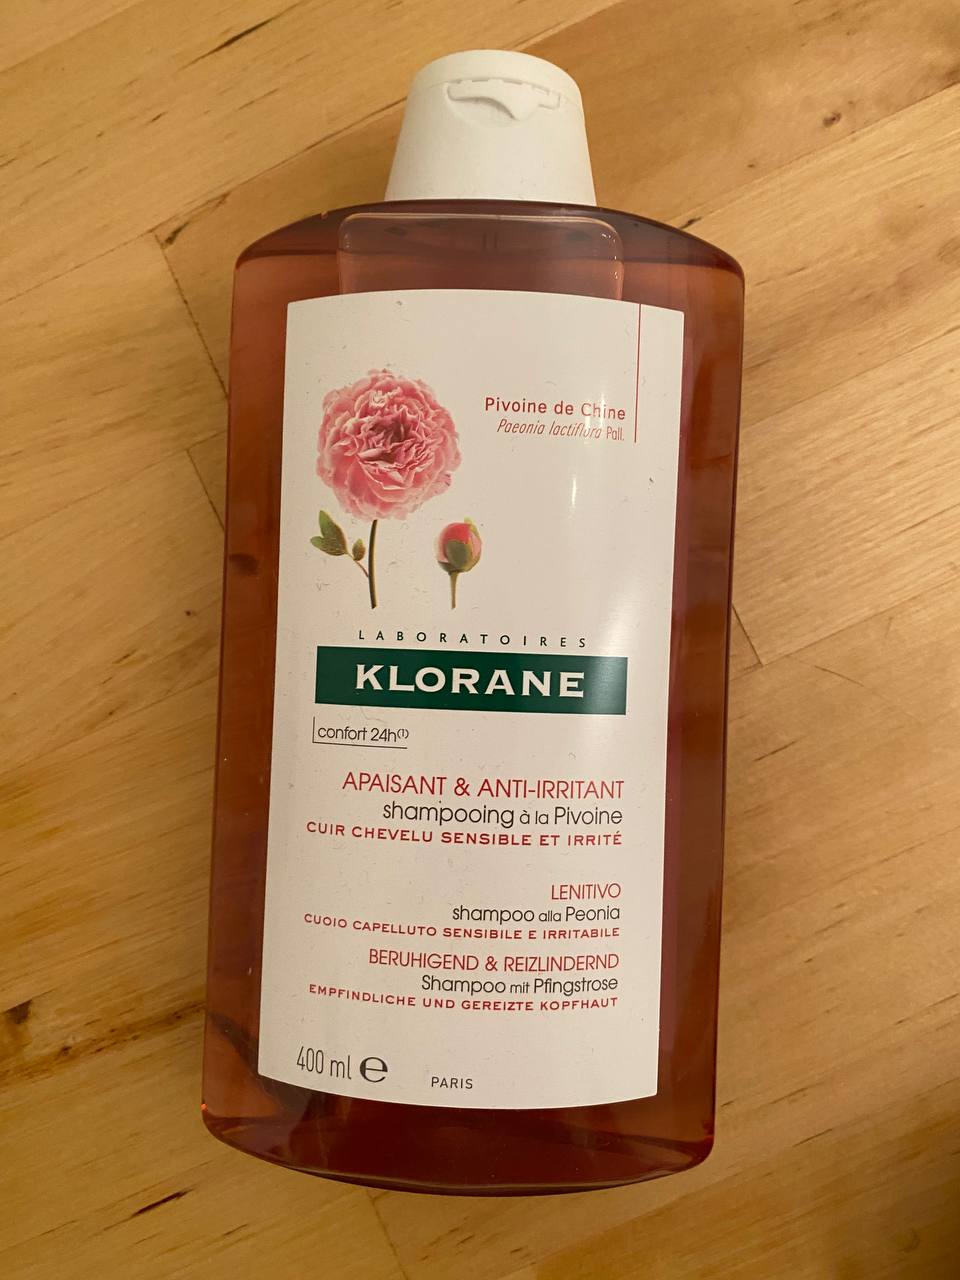 Pivoine de Chine
Paeonia lactiflora Pall.
LABORATOIRES
KLORANE
confort 24h(1)
APAISANT & ANTI-IRRITANT
shampooing à la Pivoine
CUIR CHEVELU SENSIBLE ET IRRITÉ
LENITIVO
shampoo alla Peonia
CUOIO CAPELLUTO SENSIBILE E IRRITABILE
BERUHIGEND & REIZLINDERND
Shampoo mit Pfingstrose
EMPFINDLICHE UND GEREIZTE KOPFHAUT
400 ml e
PARIS